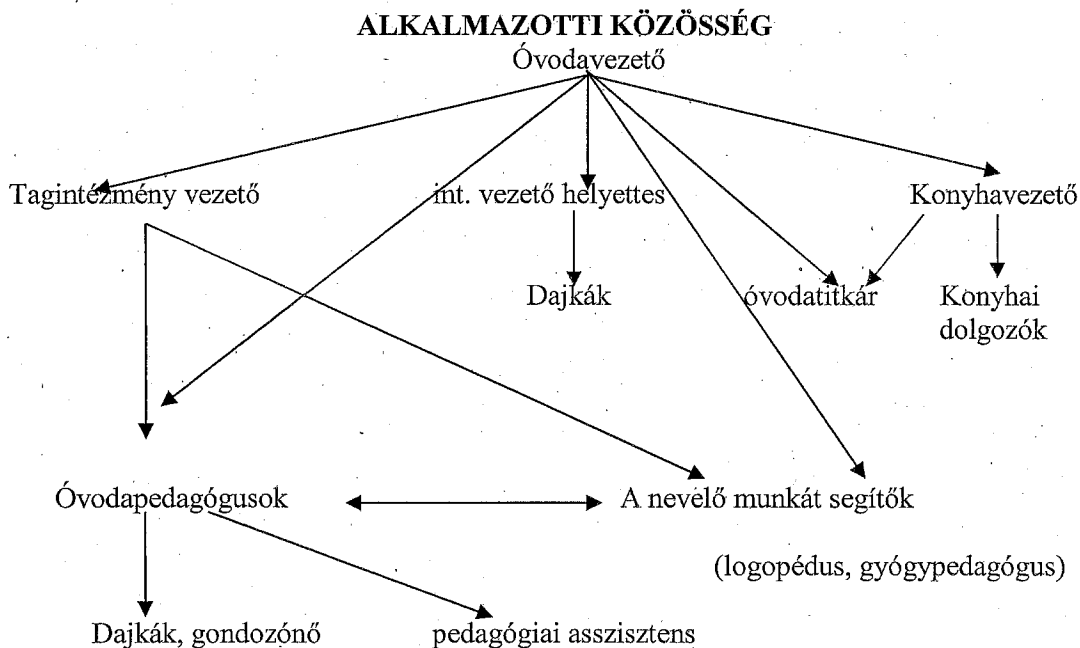 ALKALMAZOTTI KÖZÖSSÉG
Óvodavezető
Tagintézmény vezető
int. vezető helyettes
Konyhavezető
Dajkák
óvodatitkár
Konyhai
dolgozók
Óvodapedagógusok
A nevelő munkát segítők
(logopédus, gyógypedagógus)
Dajkák, gondozónő
pedagógiai asszisztens